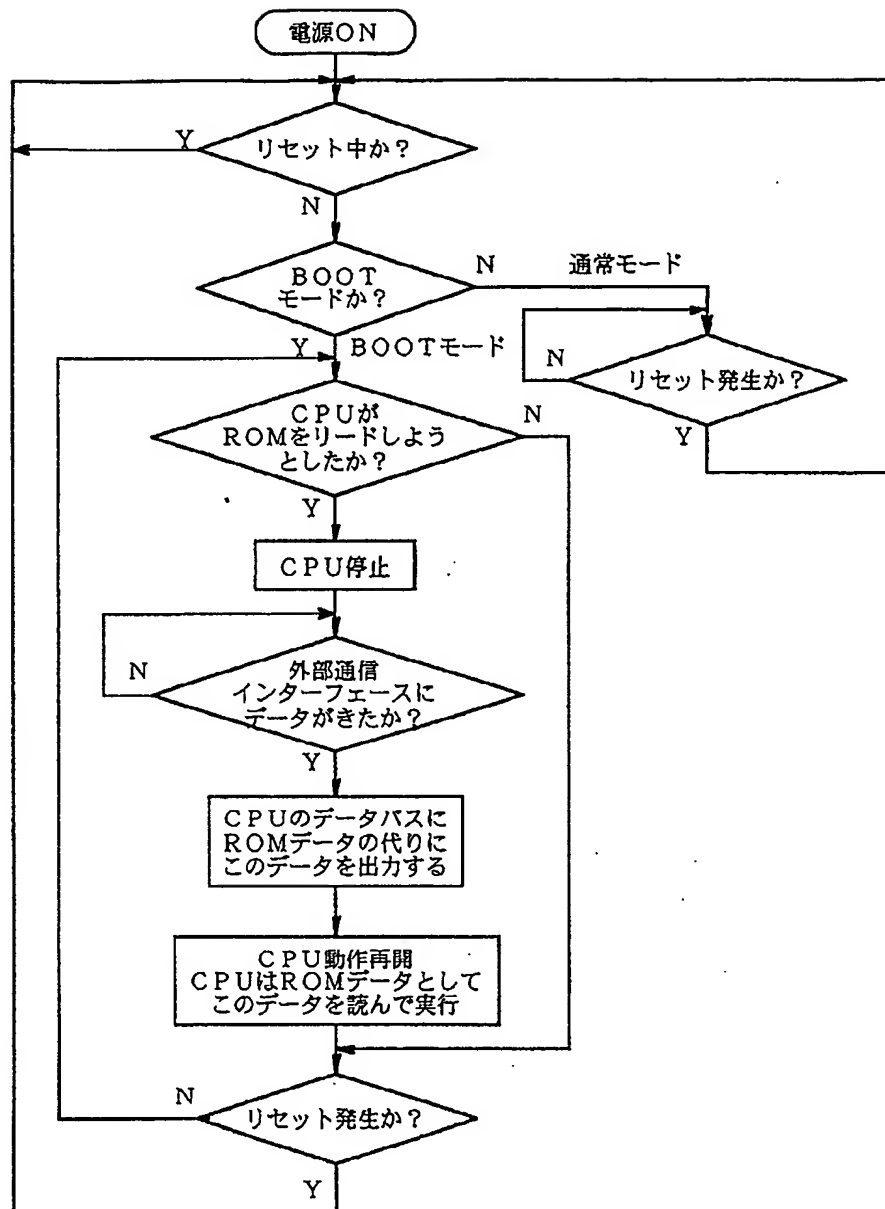 電源ON
Y
リセット中か？
N
BOOT
モードか？
N
通常モード
Y
BOOTモード
N
リセット発生か？
Y
CPUが
ROMをリードしよう
としたか？
N
Y
CPU停止
N
外部通信
インターフェースに
データがきたか？
Y
CPUのデータバスに
ROMデータの代りに
このデータを出力する
CPU動作再開
CPUはROMデータとして
このデータを読んで実行
N
リセット発生か？
Y